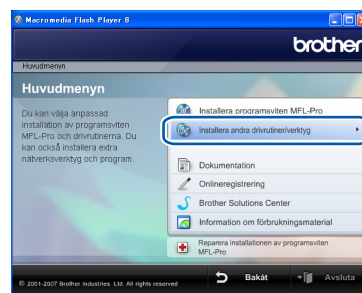 Macromedia Flash Player 8
brother
Huvudmenyn
Huvudmenyn
Du kan välja anpassad
installation av programsviten
MFL-Pro och drivrutinerna. Du
kan också installera extra
nätverksverktyg och program.
Installera programsviten MFL-Pro
Installera andra drivrutiner/verktyg
Dokumentation
Onlineregistrering
Brother Solutions Center
Information om förbrukningsmaterial
Reparera installationen av programsviten
MFL-Pro
© 2001-2007 Brother Industries Ltd. All rights reserved
Bakåt
Avsluta